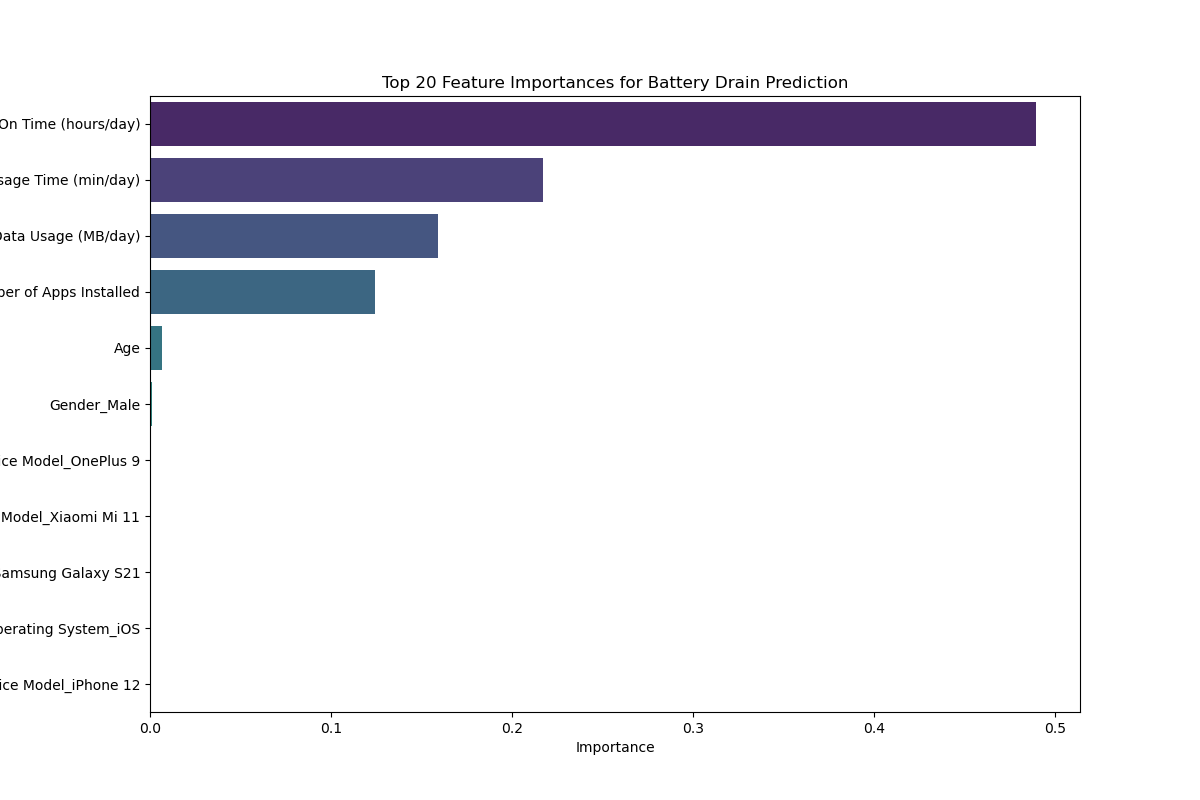 Top 20 Feature Importances for Battery Drain Prediction
On Time (hours/day)
sage Time (min/day)
Data Usage (MB/day)
ber of Apps Installed
Age
Gender_Male
ce Model_OnePlus 9
Model_Xiaomi Mi 11
Samsung Galaxy S21
perating System_iOS
ice Model_iPhone 12
0.0 0.1 0.2 0.3 0.4 0.5
Importance